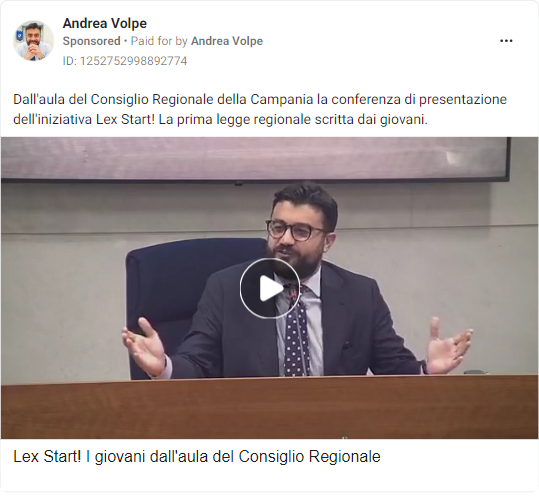 Andrea Volpe
Sponsored • Paid for by Andrea Volpe
ID: 1252752998892774
Dall'aula del Consiglio Regionale della Campania la conferenza di presentazione
dell'iniziativa Lex Start! La prima legge regionale scritta dai giovani.
Lex Start! I giovani dall'aula del Consiglio Regionale